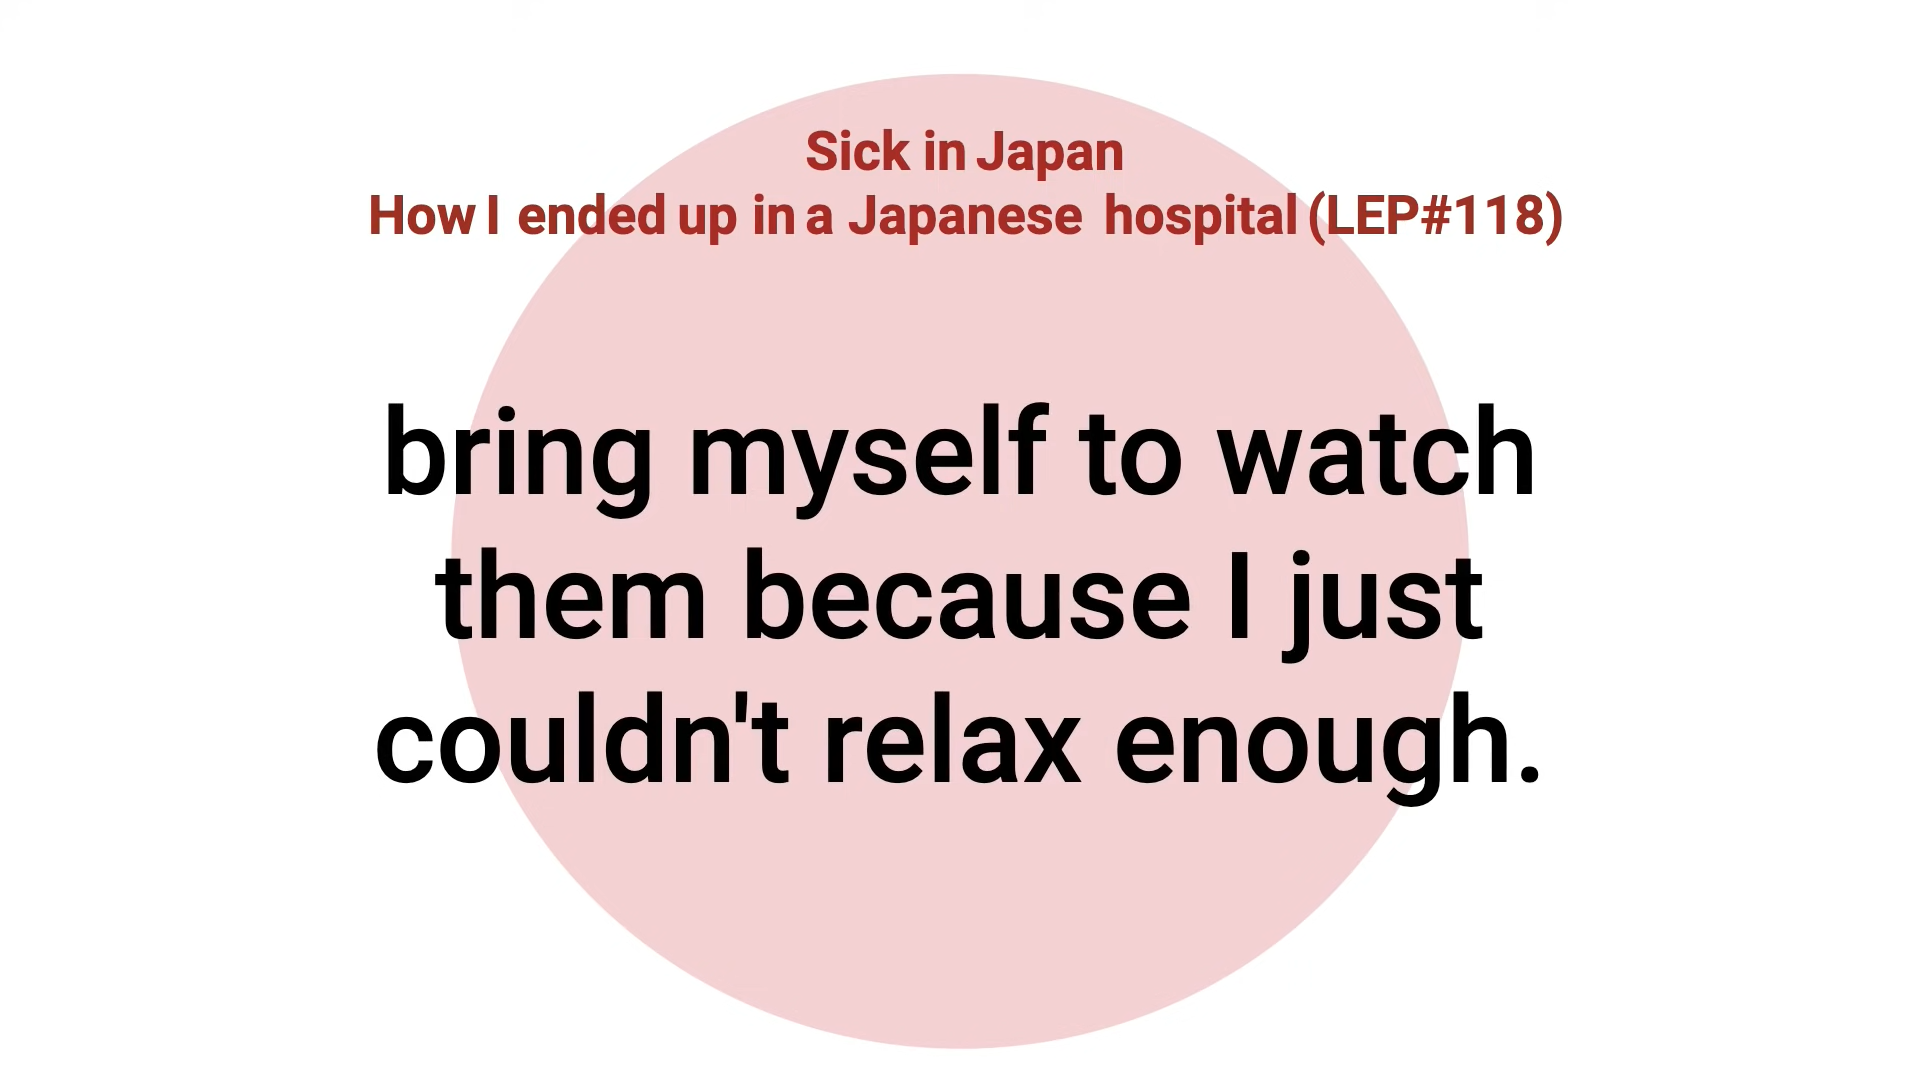 Sick in Japan
How I ended up in a Japanese hospital (LEP#118)
bring myself to watch
them because I just
couldn't relax enough.